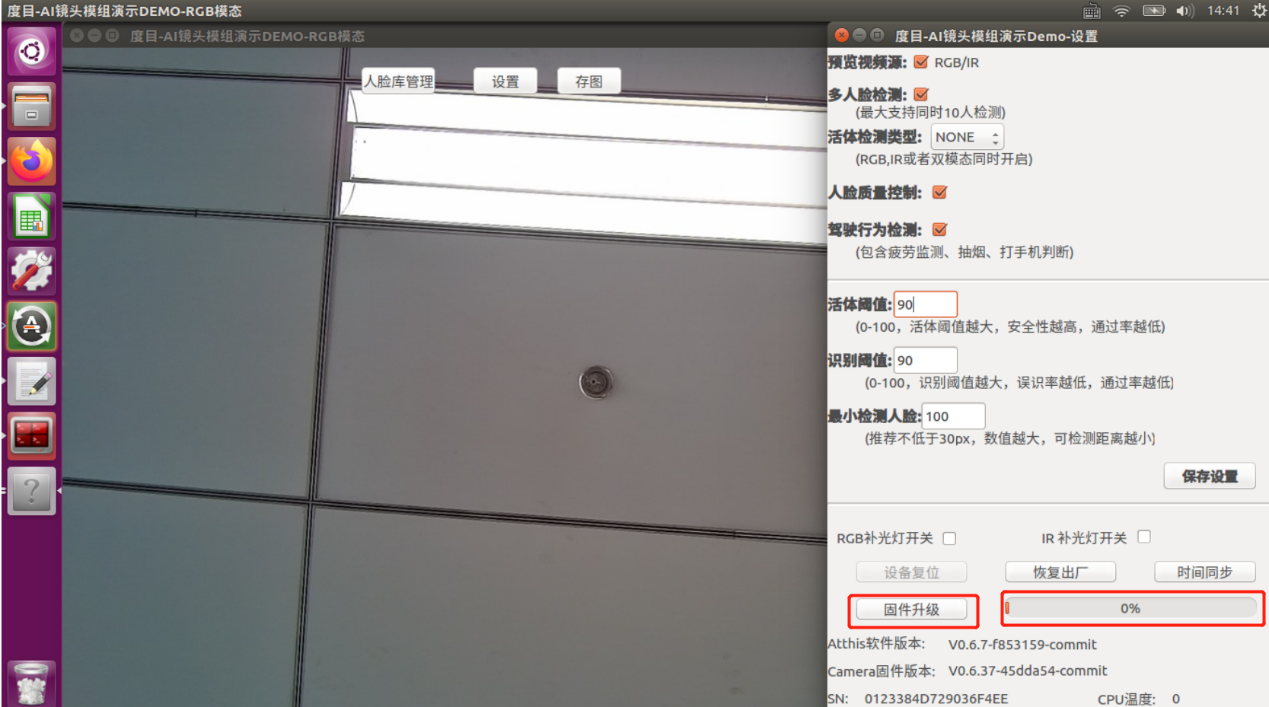 度目-AI镜头模组演示DEMO-RGB模态
14:41
度目-AI镜头模组演示DEMO-RGB模态
人脸库管理
设置
存图
度目-AI镜头模组演示Demo-设置
预览视频源: RGB/IR
多人脸检测:
(最大支持同时10人检测)
活体检测类型: NONE
(RGB,IR或者双模态同时开启)
人脸质量控制:
驾驶行为检测:
(包含疲劳监测、抽烟、打手机判断)
活体阈值: 90
(0-100，活体阈值越大，安全性越高，通过率越低)
识别阈值: 90
(0-100，识别阈值越大，误识率越低，通过率越低)
最小检测人脸: 100
(推荐不低于30px，数值越大，可检测距离越小)
保存设置
RGB补光灯开关 IR 补光灯开关
设备复位 恢复出厂 时间同步
固件升级 0%
Atthis软件版本: V0.6.7-f853159-commit
Camera固件版本: V0.6.37-45dda54-commit
SN: 0123384D729036F4EE CPU温度: 0